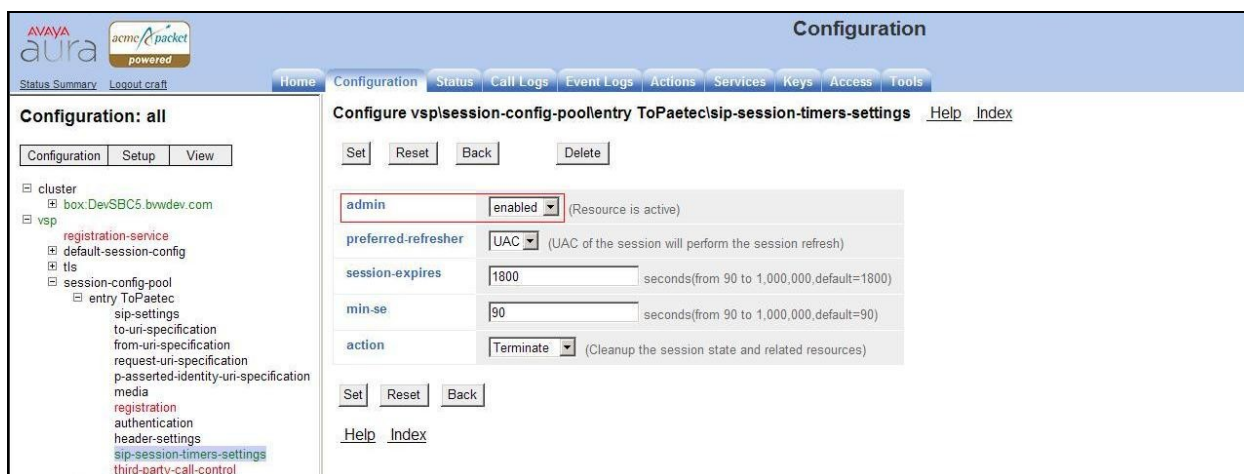 AVAYA
aura
acme packet
powered
Configuration
Status Summary Logout craft
Home Configuration Status Call Logs Event Logs Actions Services Keys Access Tools
Configuration: all
Configuration Setup View
cluster
box:DevSBC5.bvwdev.com
vsp
registration-service
default-session-config
tls
session-config-pool
entry ToPaetec
sip-settings
to-uri-specification
from-uri-specification
request-uri-specification
p-asserted-identity-uri-specification
media
registration
authentication
header-settings
sip-session-timers-settings
third-party-call-control
Configure vsp\session-config-pool\entry ToPaetec\sip-session-timers-settings Help Index
Set Reset Back Delete
admin enabled (Resource is active)
preferred-refresher UAC (UAC of the session will perform the session refresh)
session-expires 1800 seconds(from 90 to 1,000,000,default=1800)
min-se 90 seconds(from 90 to 1,000,000,default=90)
action Terminate (Cleanup the session state and related resources)
Set Reset Back
Help Index